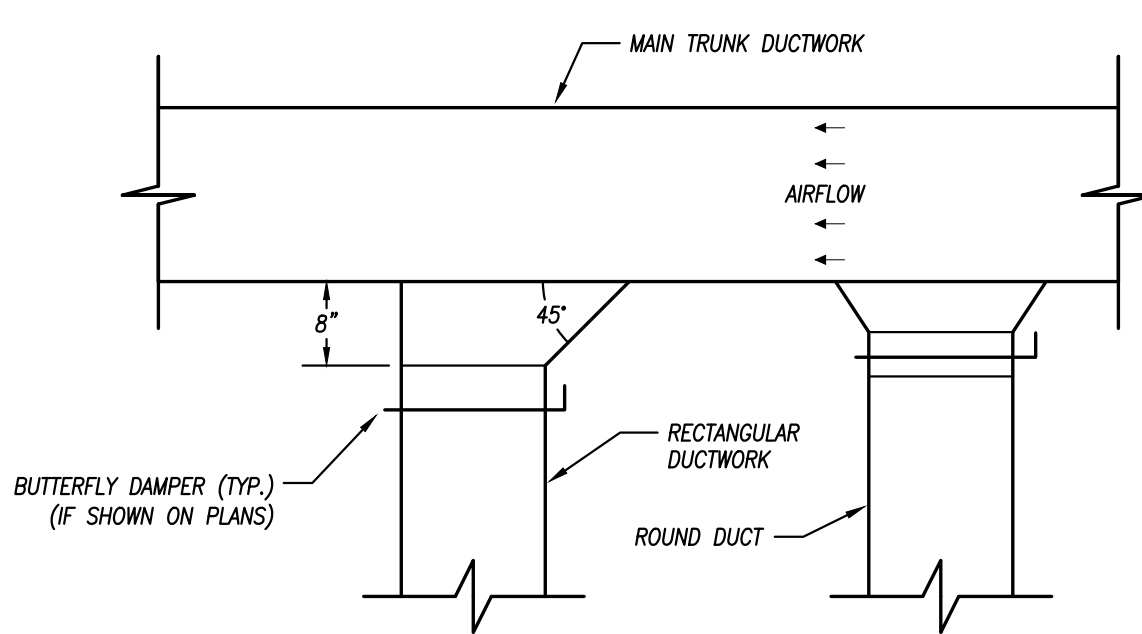 MAIN TRUNK DUCTWORK
AIRFLOW
8"
45°
RECTANGULAR
DUCTWORK
BUTTERFLY DAMPER (TYP.)
(IF SHOWN ON PLANS)
ROUND DUCT